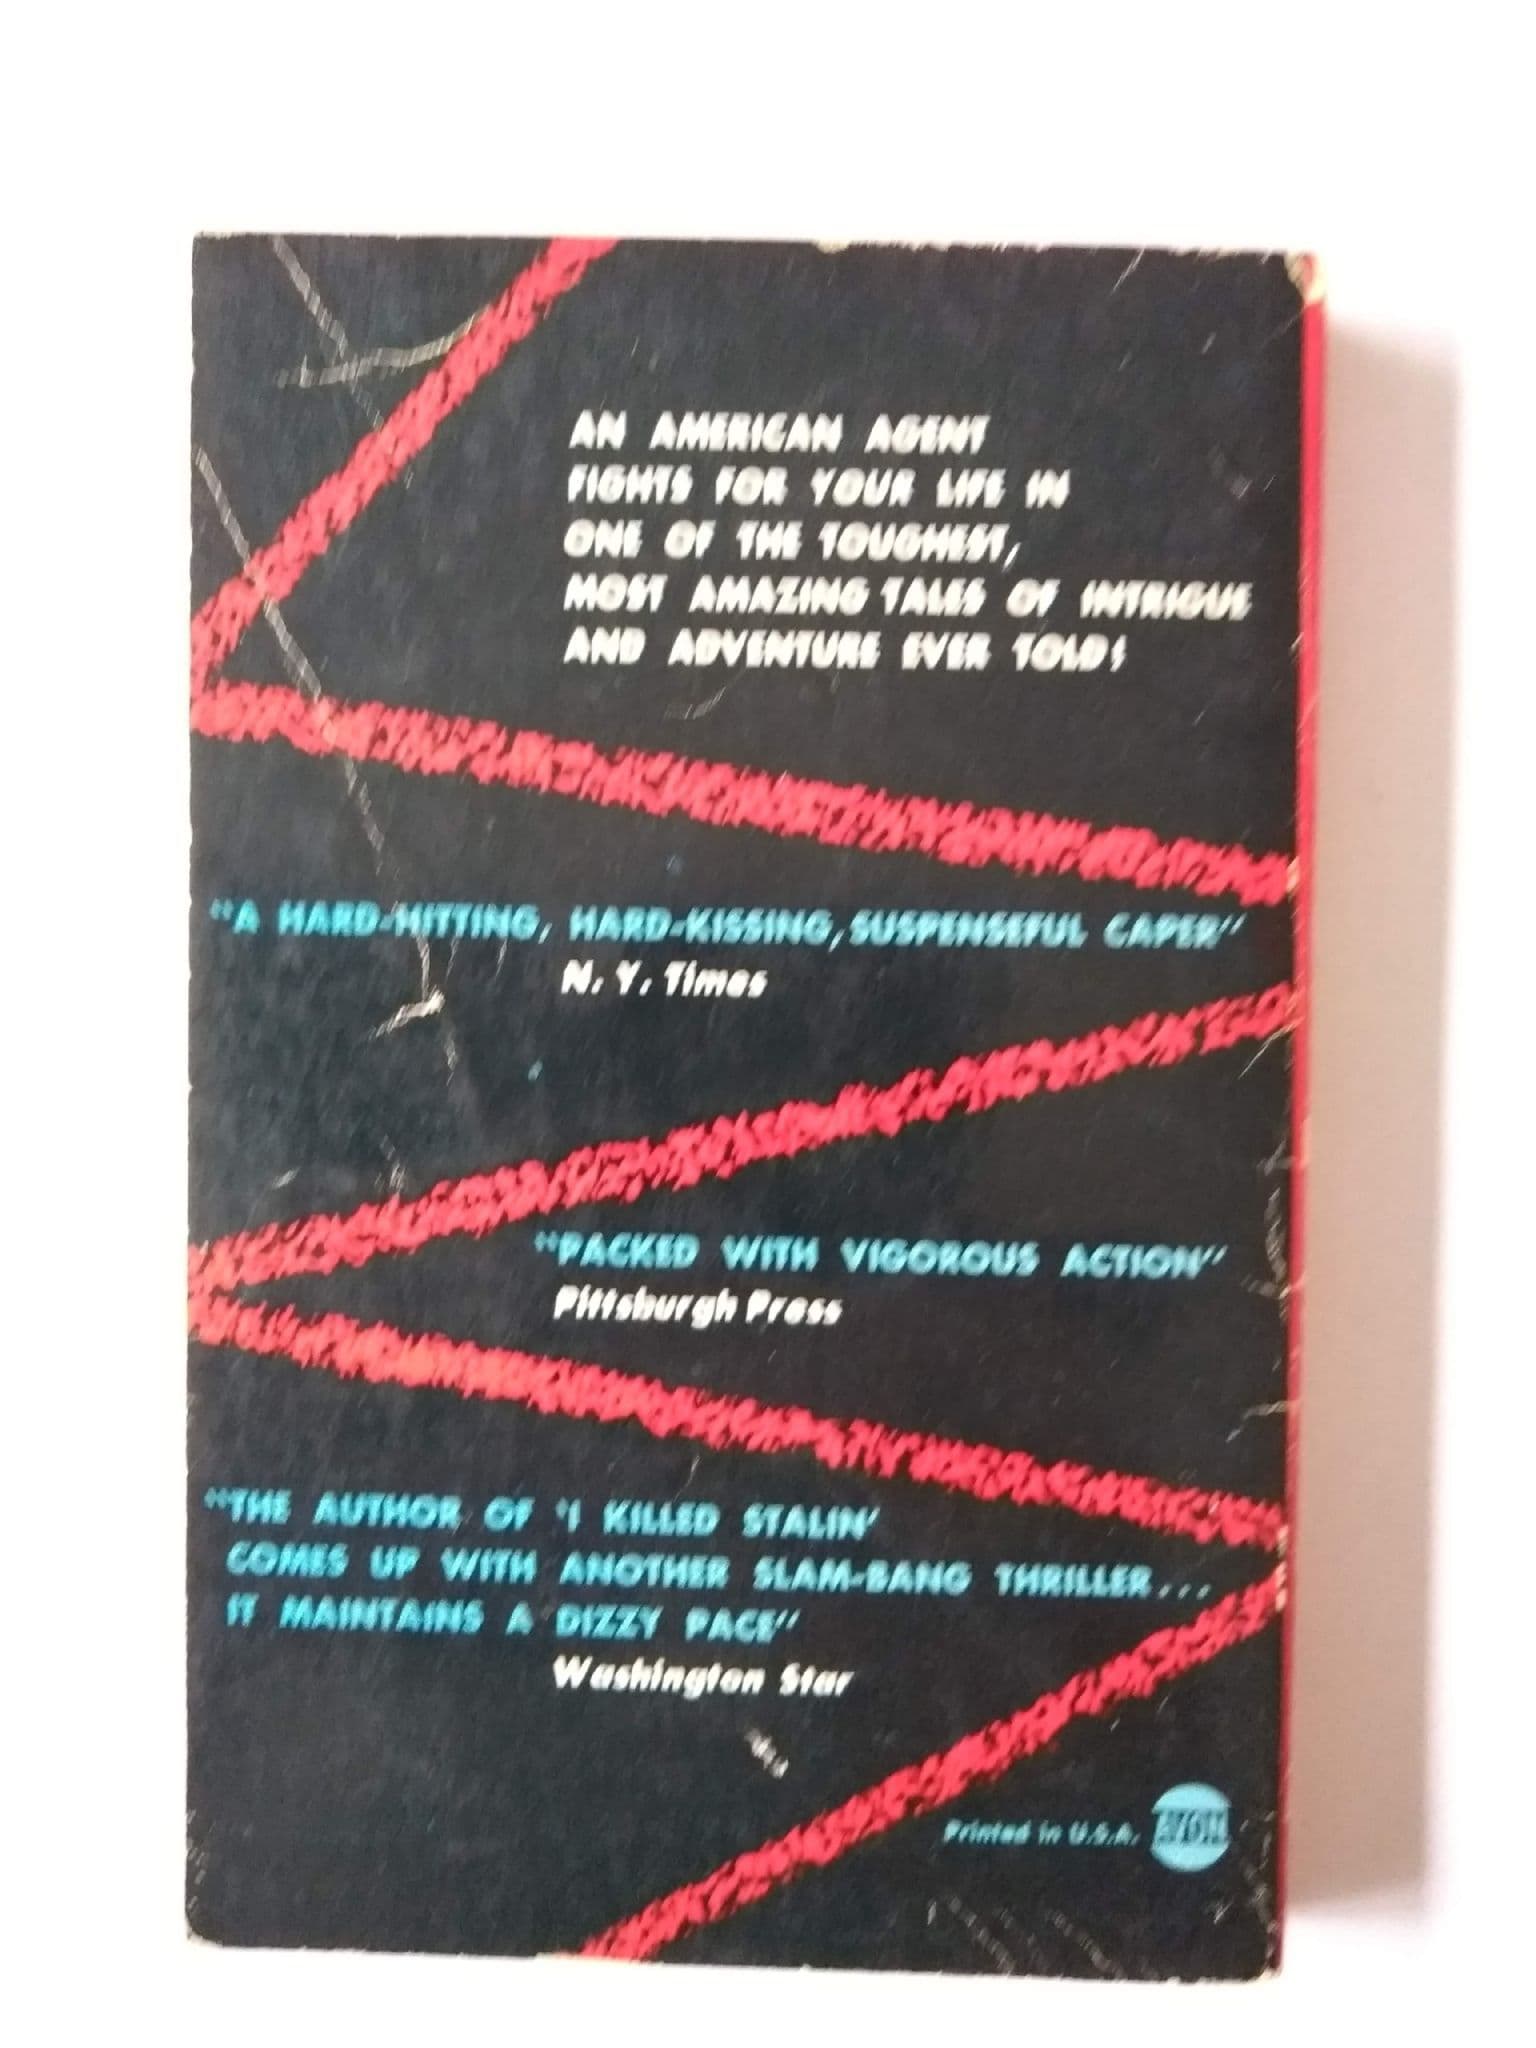 AN AMERICAN AGENT
FIGHTS FOR YOUR LIFE IN
ONE OF THE TOUGHEST,
MOST AMAZING TALES OF INTRIGUE
AND ADVENTURE EVER TOLD!
"A HARD-HITTING, HARD-KISSING, SUSPENSEFUL CAPER"
N. Y. Times
"PACKED WITH VIGOROUS ACTION"
Pittsburgh Press
"THE AUTHOR OF 'I KILLED STALIN'
COMES UP WITH ANOTHER SLAM-BANG THRILLER...
IT MAINTAINS A DIZZY PACE"
Washington Star
Printed in U.S.A. AVON